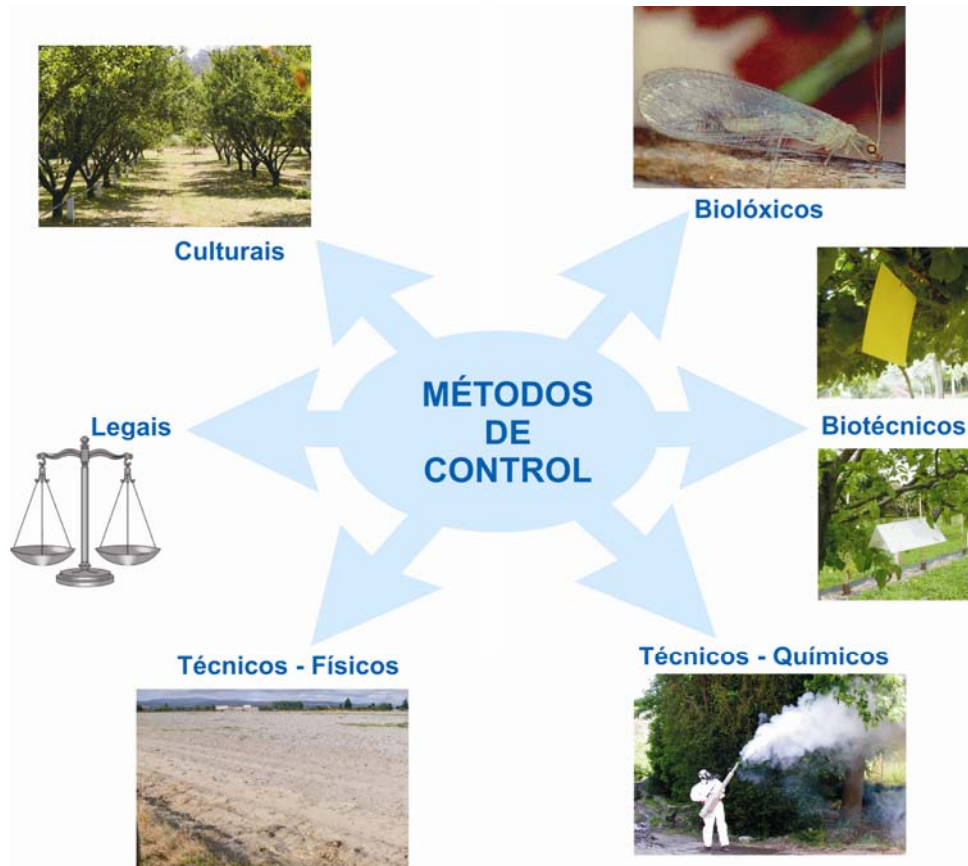 Culturais
Biolóxicos
MÉTODOS
DE
CONTROL
Legais
Biotécnicos
Técnicos - Físicos
Técnicos - Químicos